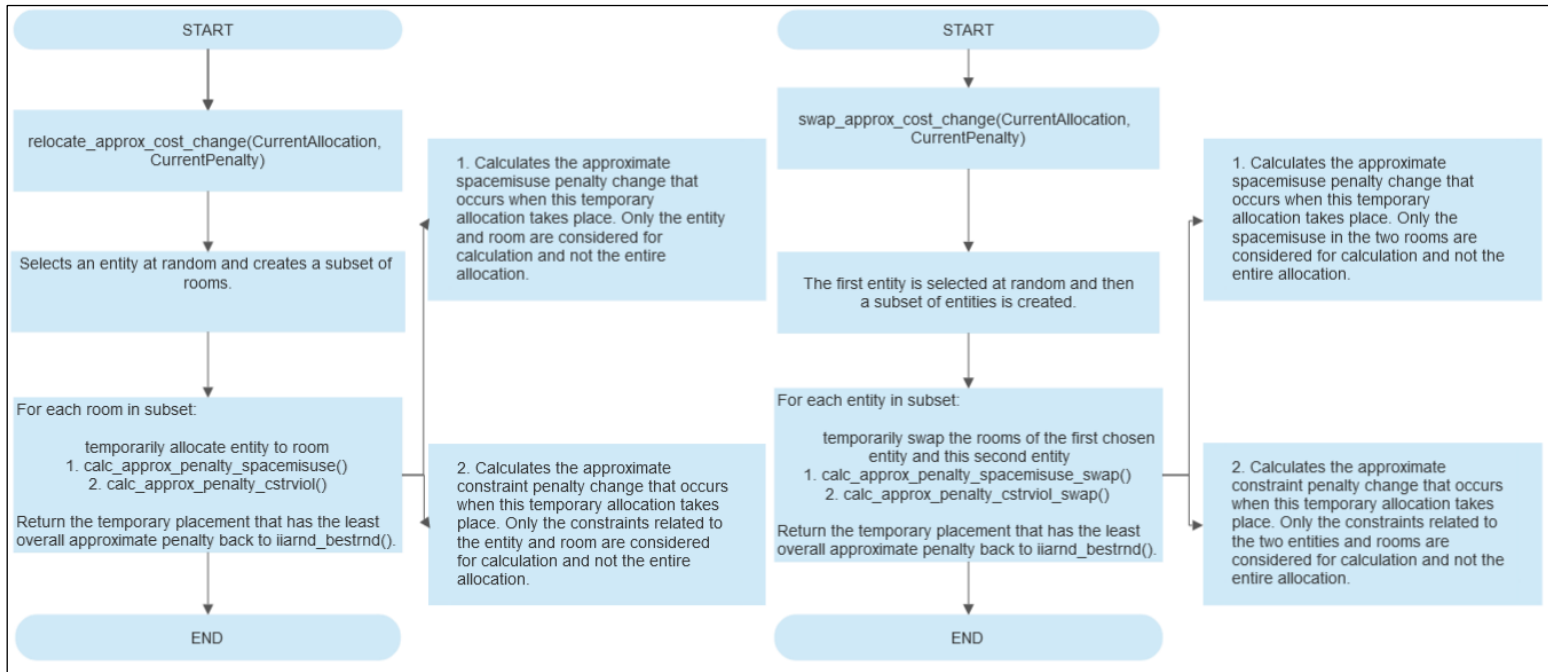 START
relocate_approx_cost_change(CurrentAllocation,
CurrentPenalty)
Selects an entity at random and creates a subset of
rooms.
For each room in subset:
temporarily allocate entity to room
1. calc_approx_penalty_spacemisuse()
2. calc_approx_penalty_cstrviol()
Return the temporary placement that has the least
overall approximate penalty back to iiarnd_bestrnd().
END
1. Calculates the approximate
spacemisuse penalty change that
occurs when this temporary
allocation takes place. Only the entity
and room are considered for
calculation and not the entire
allocation.
2. Calculates the approximate
constraint penalty change that occurs
when this temporary allocation takes
place. Only the constraints related to
the entity and room are considered
for calculation and not the entire
allocation.
START
swap_approx_cost_change(CurrentAllocation,
CurrentPenalty)
The first entity is selected at random and then
a subset of entities is created.
For each entity in subset:
temporarily swap the rooms of the first chosen
entity and this second entity
1. calc_approx_penalty_spacemisuse_swap()
2. calc_approx_penalty_cstrviol_swap()
Return the temporary placement that has the least
overall approximate penalty back to iiarnd_bestrnd().
END
1. Calculates the approximate
spacemisuse penalty change that
occurs when this temporary
allocation takes place. Only the
spacemisuse in the two rooms are
considered for calculation and not the
entire allocation.
2. Calculates the approximate
constraint penalty change that occurs
when this temporary allocation takes
place. Only the constraints related to
the two entities and rooms are
considered for calculation and not the
entire allocation.